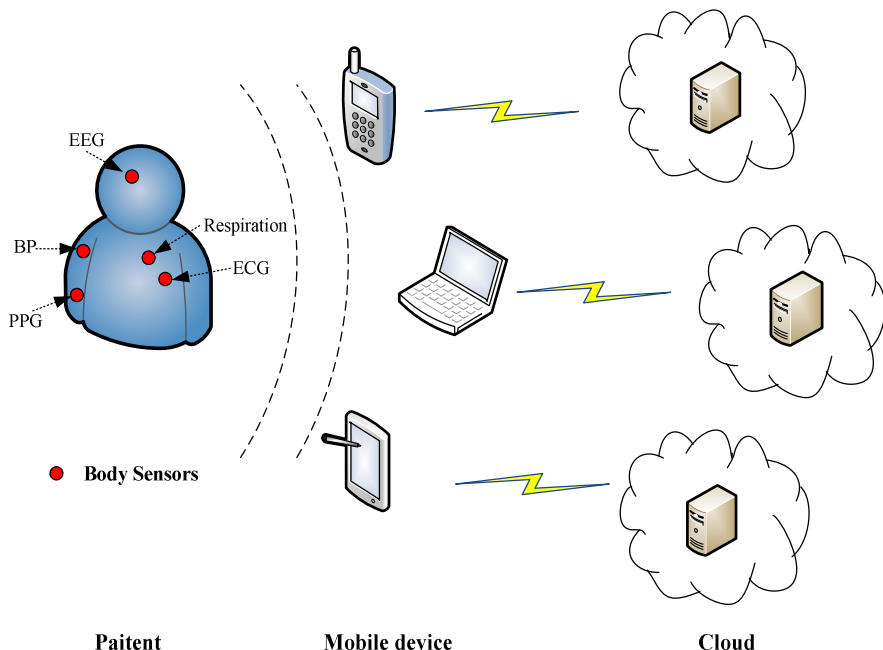 EEG
Respiration
BP
ECG
PPG
Body Sensors
Paitent
Mobile device
Cloud